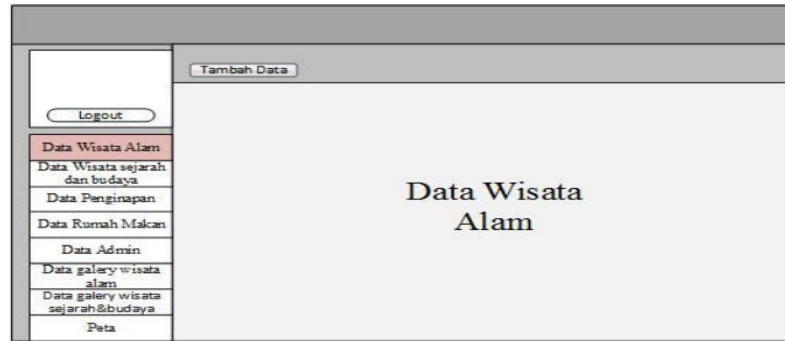 Tambah Data
Logout
Data Wisata Alam
Data Wisata sejarah
dan budaya
Data Penginapan
Data Rumah Makan
Data Admin
Data galery wisata
alam
Data galery wisata
sejarah&budaya
Peta
Data Wisata
Alam